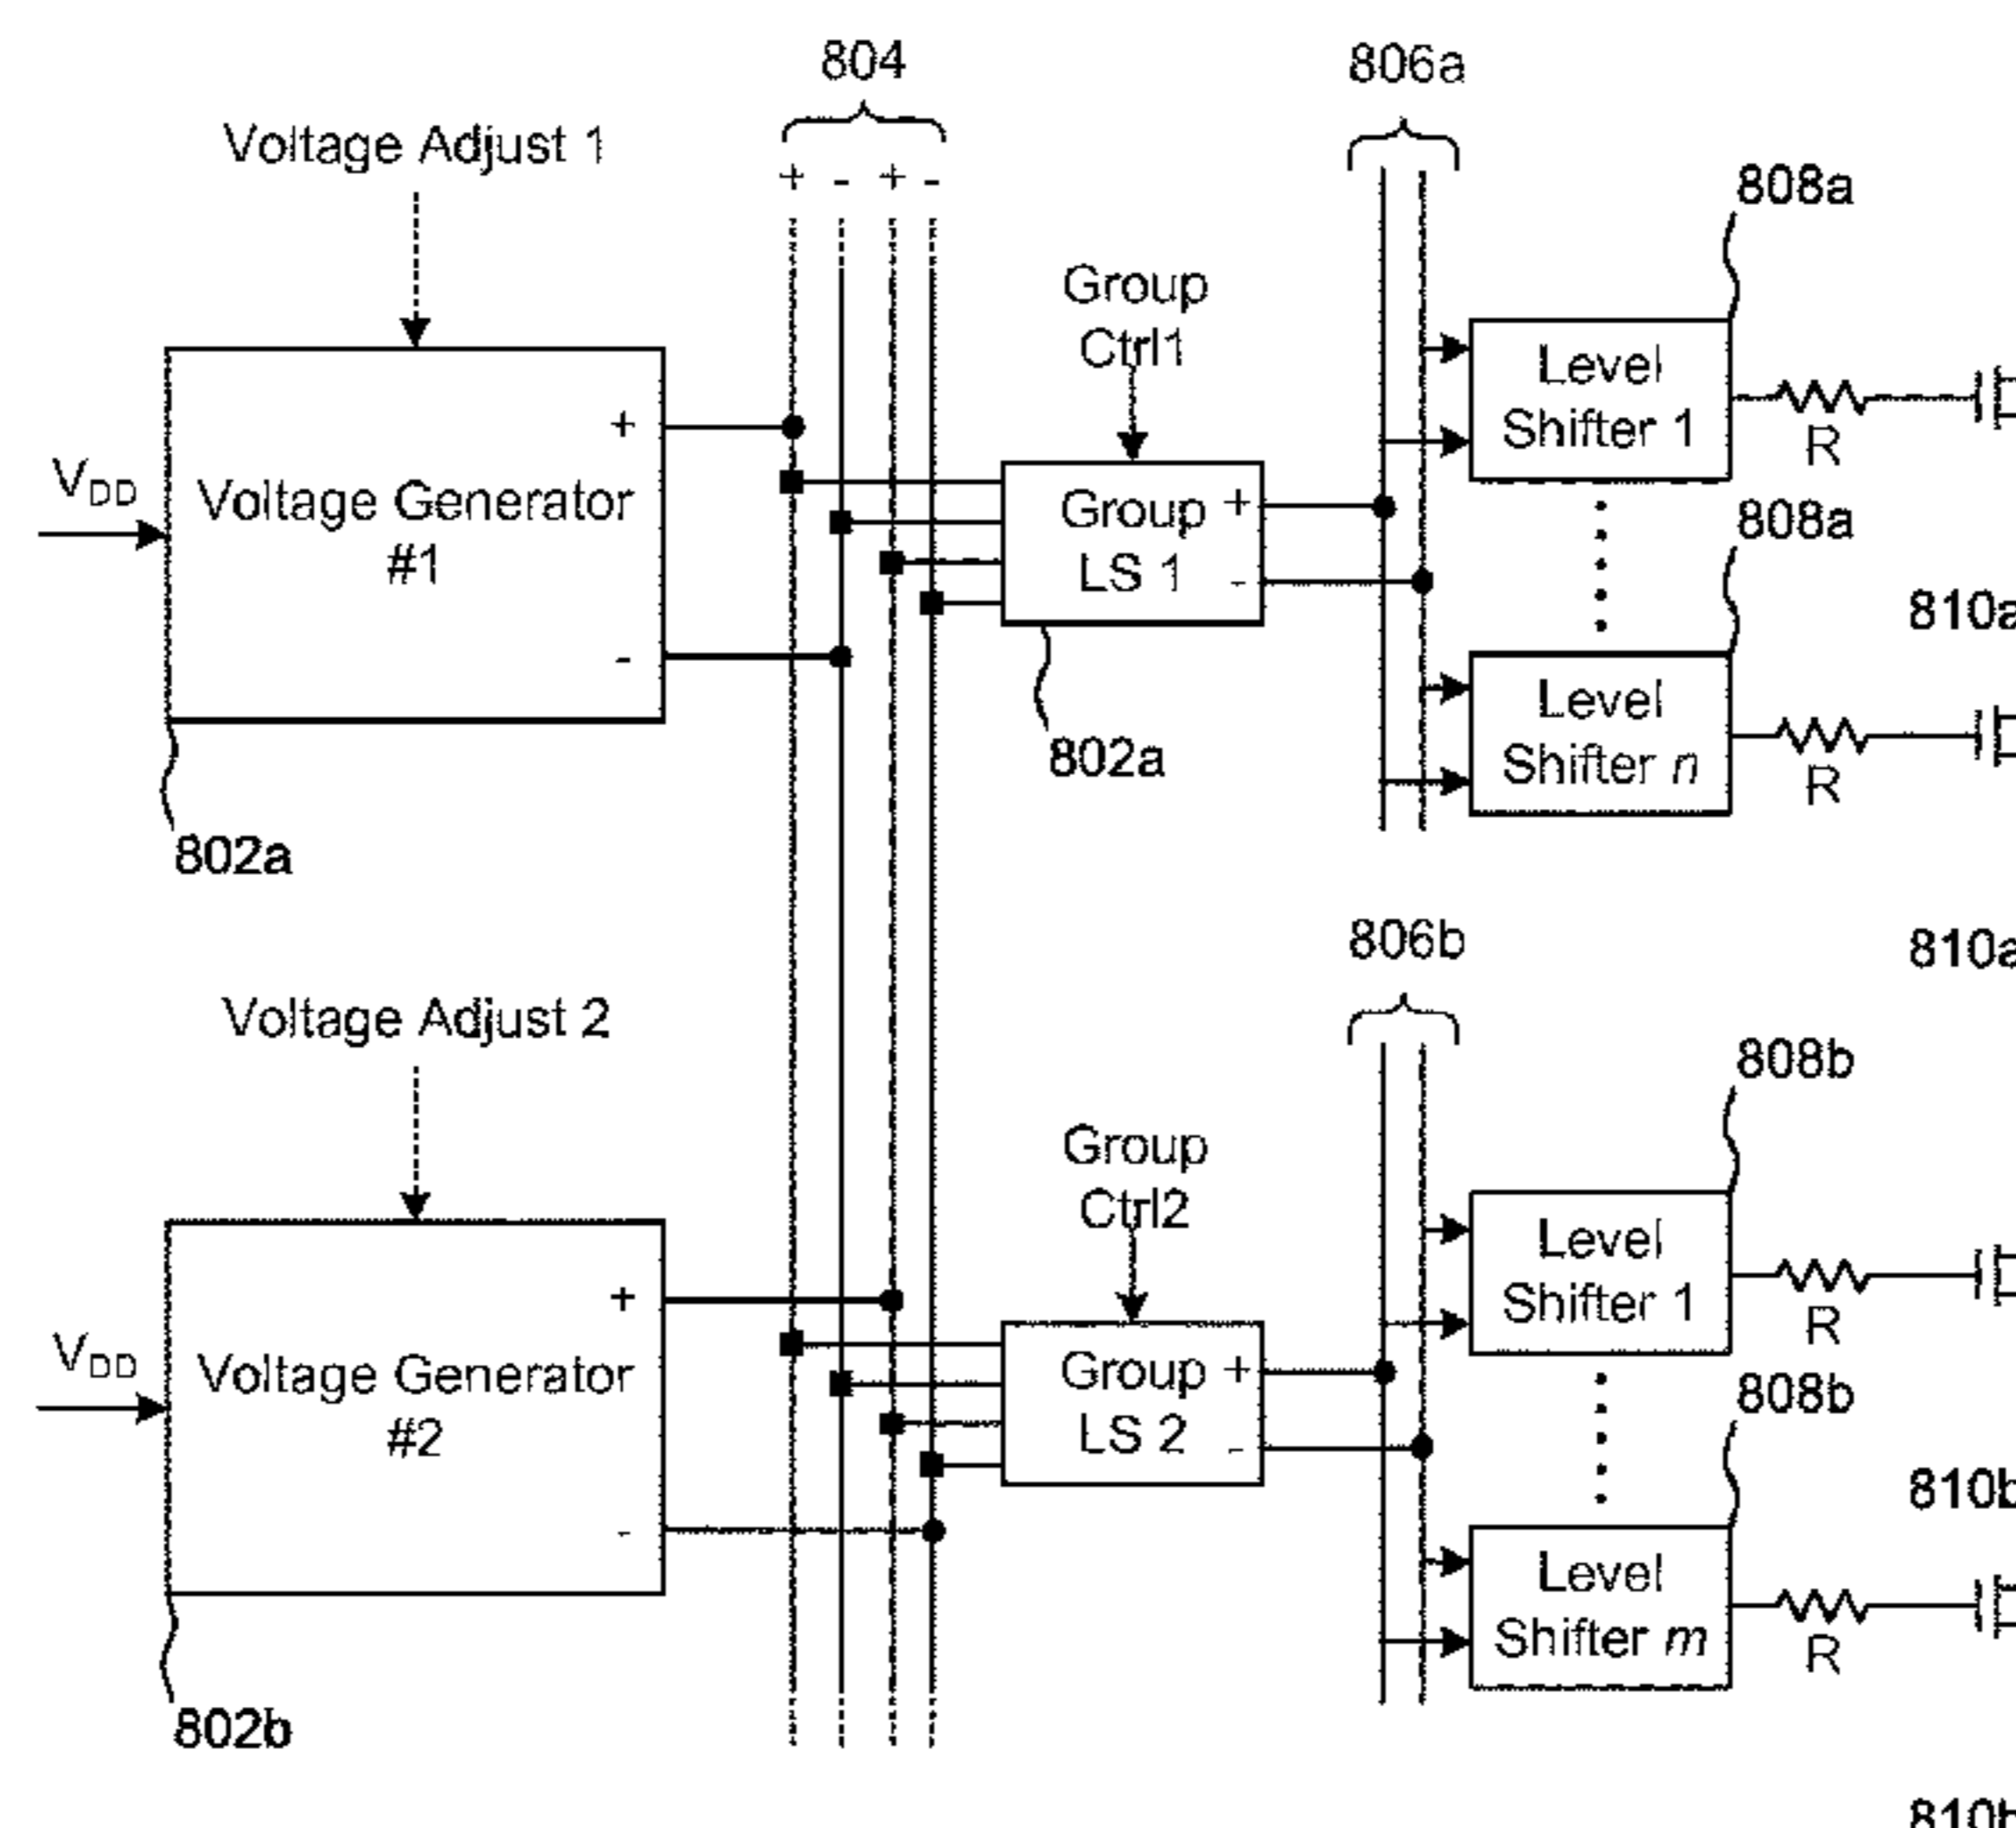 804
806a
Voltage Adjust 1
+ - + -
808a
Group
Ctrl1
Level
Shifter 1
R
+
VDD
Voltage Generator
#1
-
Group
LS 1
+
-
808a
810a
802a
Level
Shifter n
R
802a
806b
810a
Voltage Adjust 2
808b
Group
Ctrl2
Level
Shifter 1
R
+
VDD
Voltage Generator
#2
-
Group
LS 2
+
-
808b
810b
Level
Shifter m
R
802b
810b